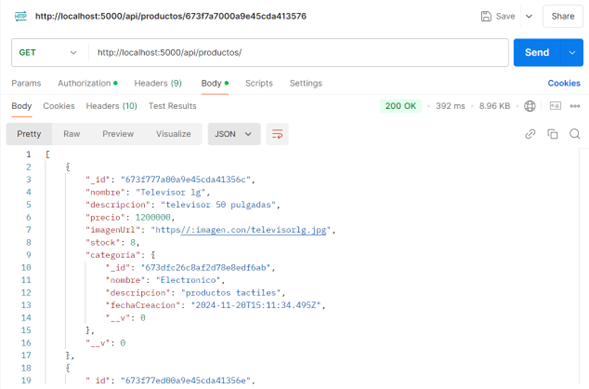 HTTP http://localhost:5000/api/productos/673f7a7000a9e45cda413576 Save Share
GET http://localhost:5000/api/productos/ Send
Params Authorization Headers (9) Body Scripts Settings Cookies
Body Cookies Headers (10) Test Results 200 OK • 392 ms • 8.96 KB
Pretty Raw Preview Visualize JSON
1 [
2 {
3 "_id": "673f777a00a9e45cda41356c",
4 "nombre": "Televisor lg",
5 "descripcion": "televisor 50 pulgadas",
6 "precio": 1200000,
7 "imagenUrl": "https//:imagen.con/televisorlg.jpg",
8 "stock": 8,
9 "categoria": {
10 "_id": "673dfc26c8af2d78e8edf6ab",
11 "nombre": "Electronico",
12 "descripcion": "productos tactiles",
13 "fechaCreacion": "2024-11-20T15:11:34.495Z",
14 "__v": 0
15 },
16 "__v": 0
17 },
18 {
19 "_id": "673f77ed00a9e45cda41356e",